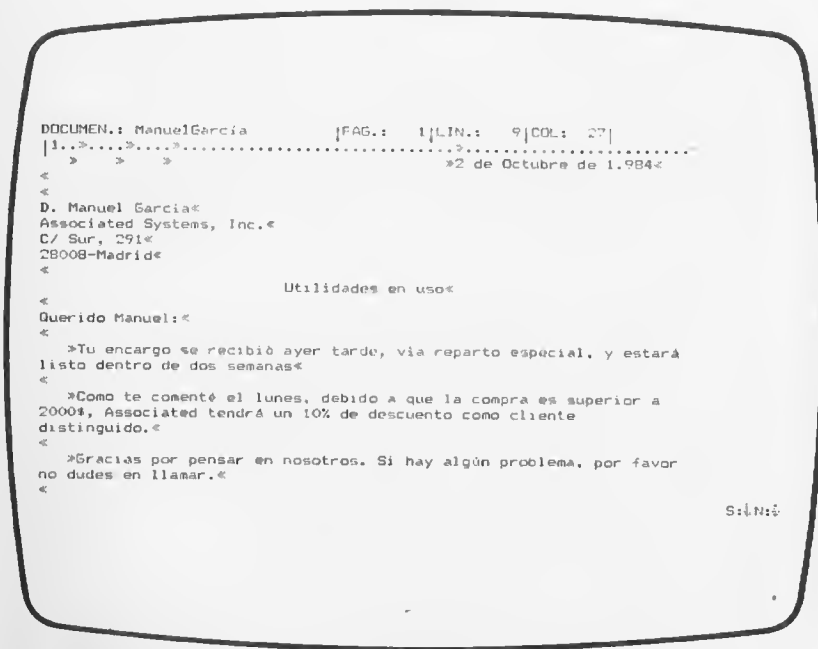 DOCUMEN.: ManuelGarcía |PAG.: 1|LIN.: 9|COL: 27|
|1..»....»....».......................................»..............................
» » » »2 de Octubre de 1.984«
«
«
D. Manuel Garcia«
Associated Systems, Inc.«
C/ Sur, 291«
28008-Madrid«
«
Utilidades en uso«
«
Querido Manuel:«
«
»Tu encargo se recibió ayer tarde, via reparto especial, y estará
listo dentro de dos semanas«
«
»Como te comenté el lunes, debido a que la compra es superior a
2000$, Associated tendrá un 10% de descuento como cliente
distinguido.«
«
»Gracias por pensar en nosotros. Si hay algún problema, por favor
no dudes en llamar.«
«
S:↓N:↓